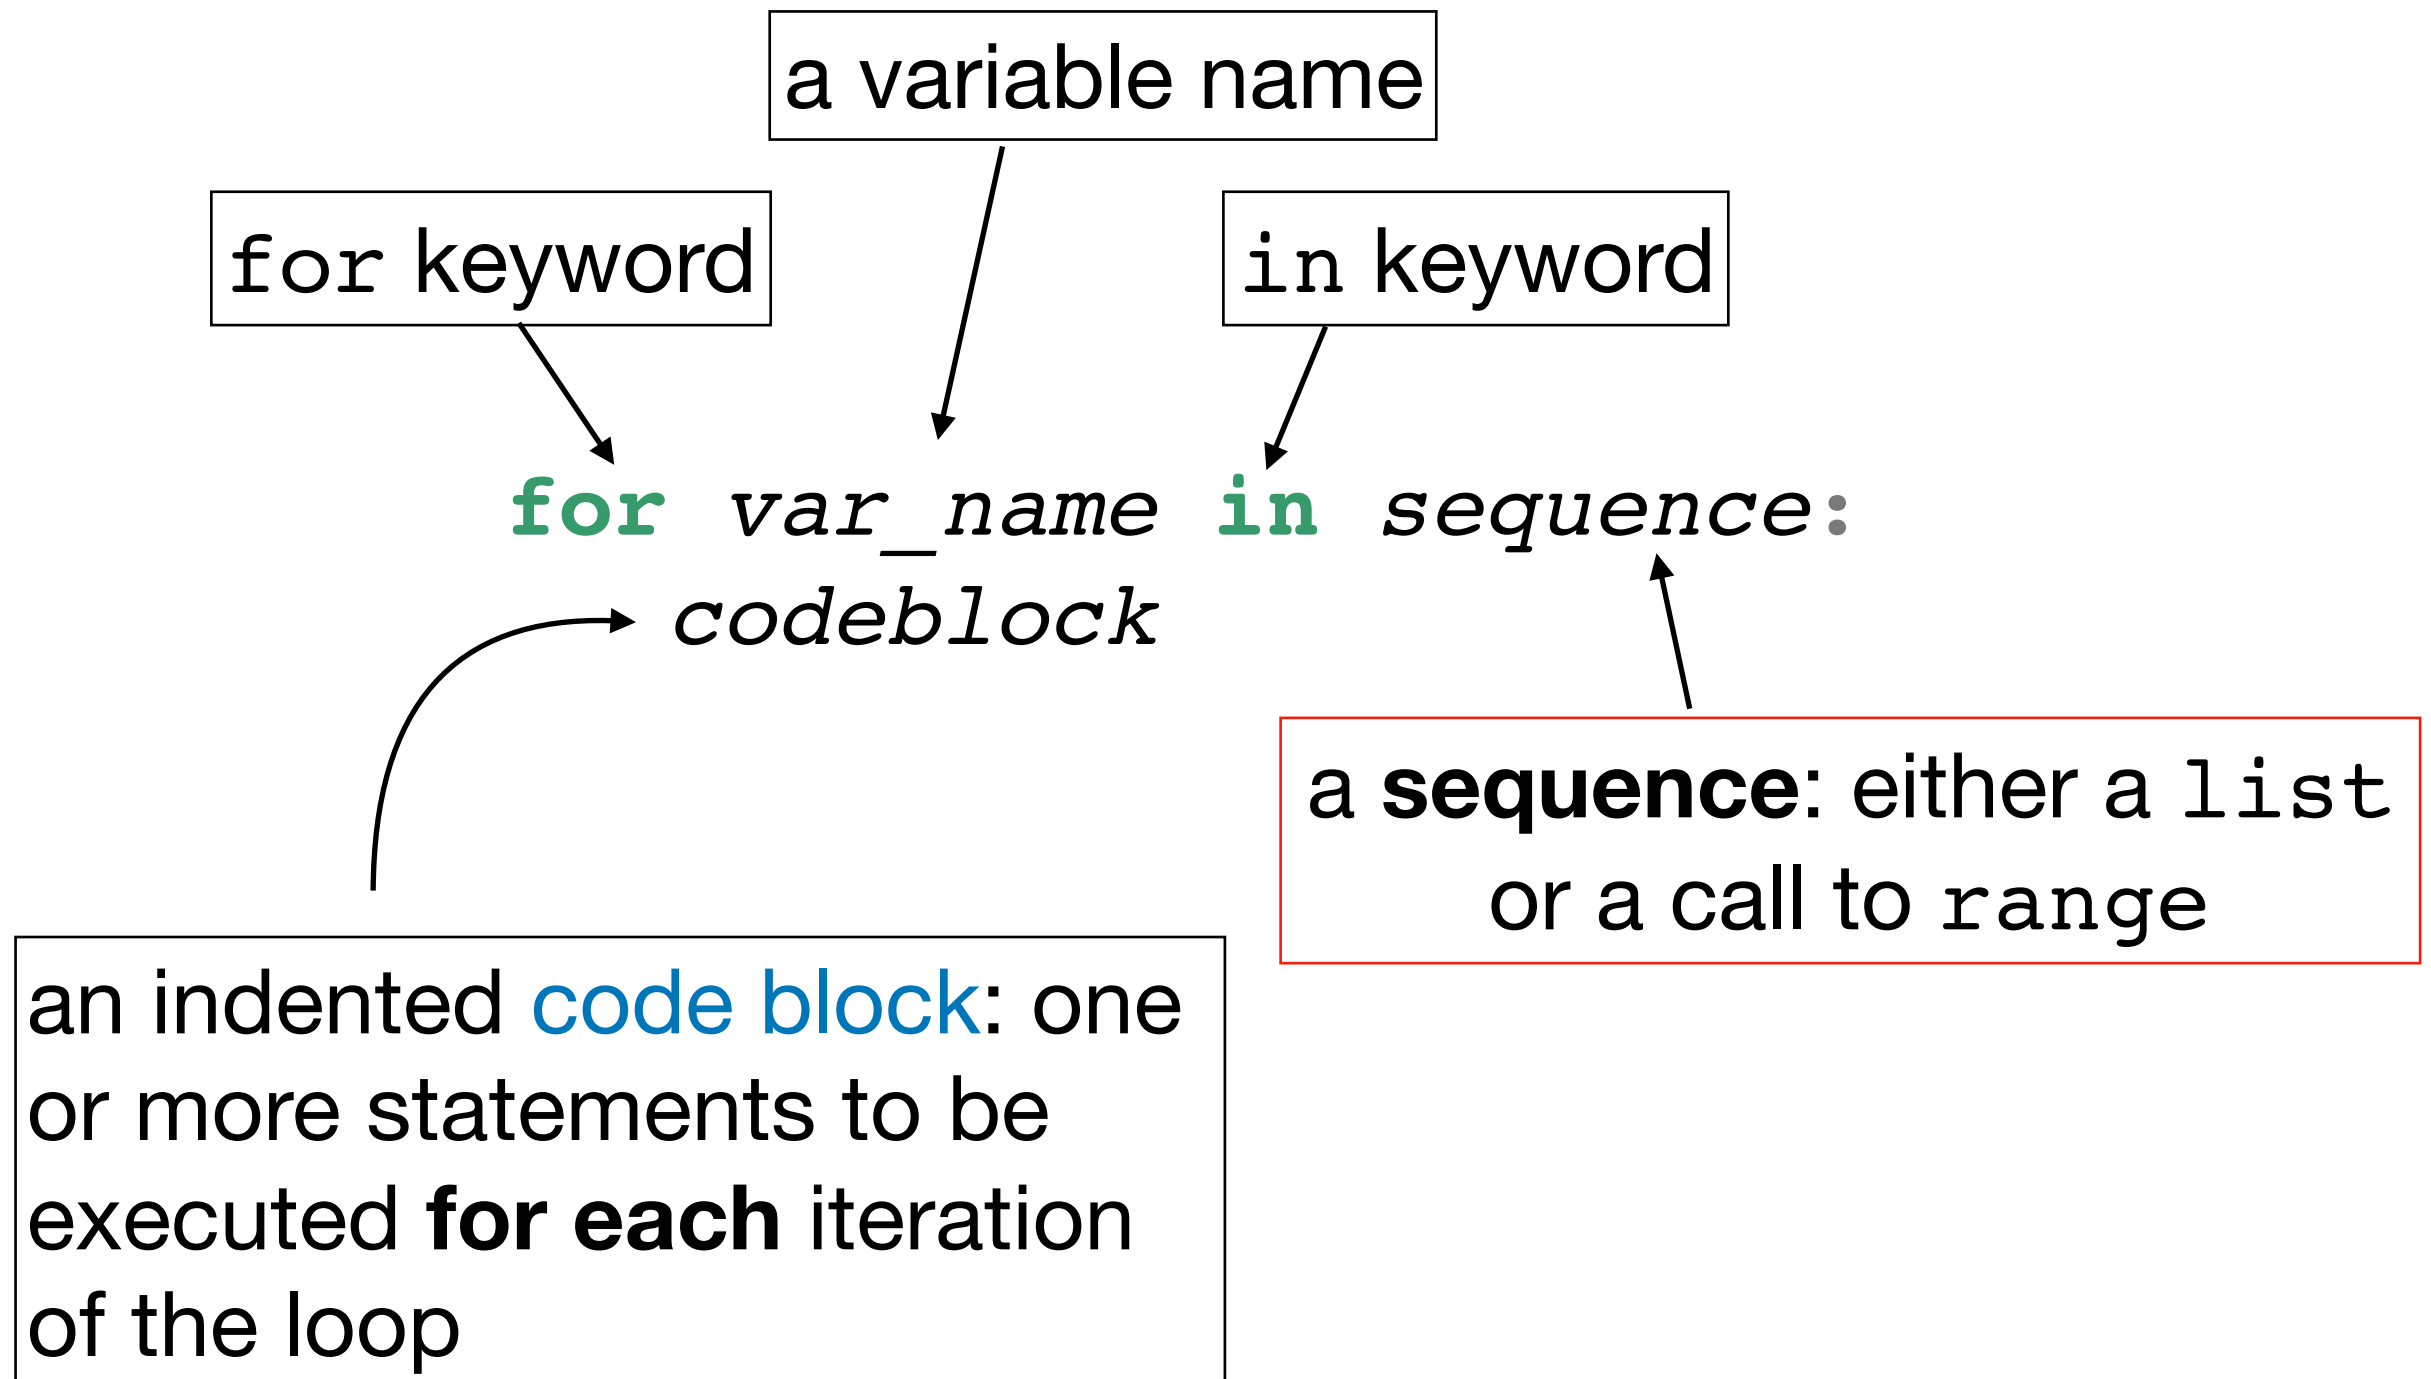 a variable name
for keyword
in keyword
for var_name in sequence:
codeblock
a sequence: either a list
or a call to range
an indented code block: one
or more statements to be
executed for each iteration
of the loop